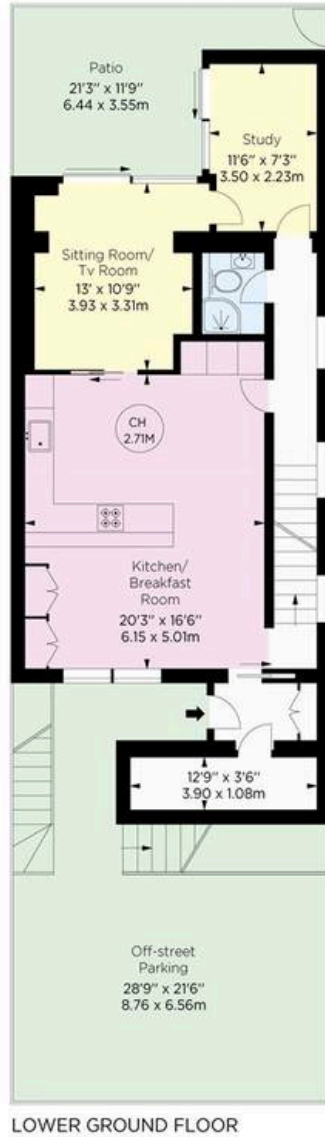 Patio
21'3" x 11'9"
6.44 x 3.55m
Study
11'6" x 7'3"
3.50 x 2.23m
Sitting Room/
Tv Room
13' x 10'9"
3.93 x 3.31m
CH
2.71M
Kitchen/
Breakfast
Room
20'3" x 16'6"
6.15 x 5.01m
12'9" x 3'6"
3.90 x 1.08m
Off-street
Parking
28'9" x 21'6"
8.76 x 6.56m
LOWER GROUND FLOOR